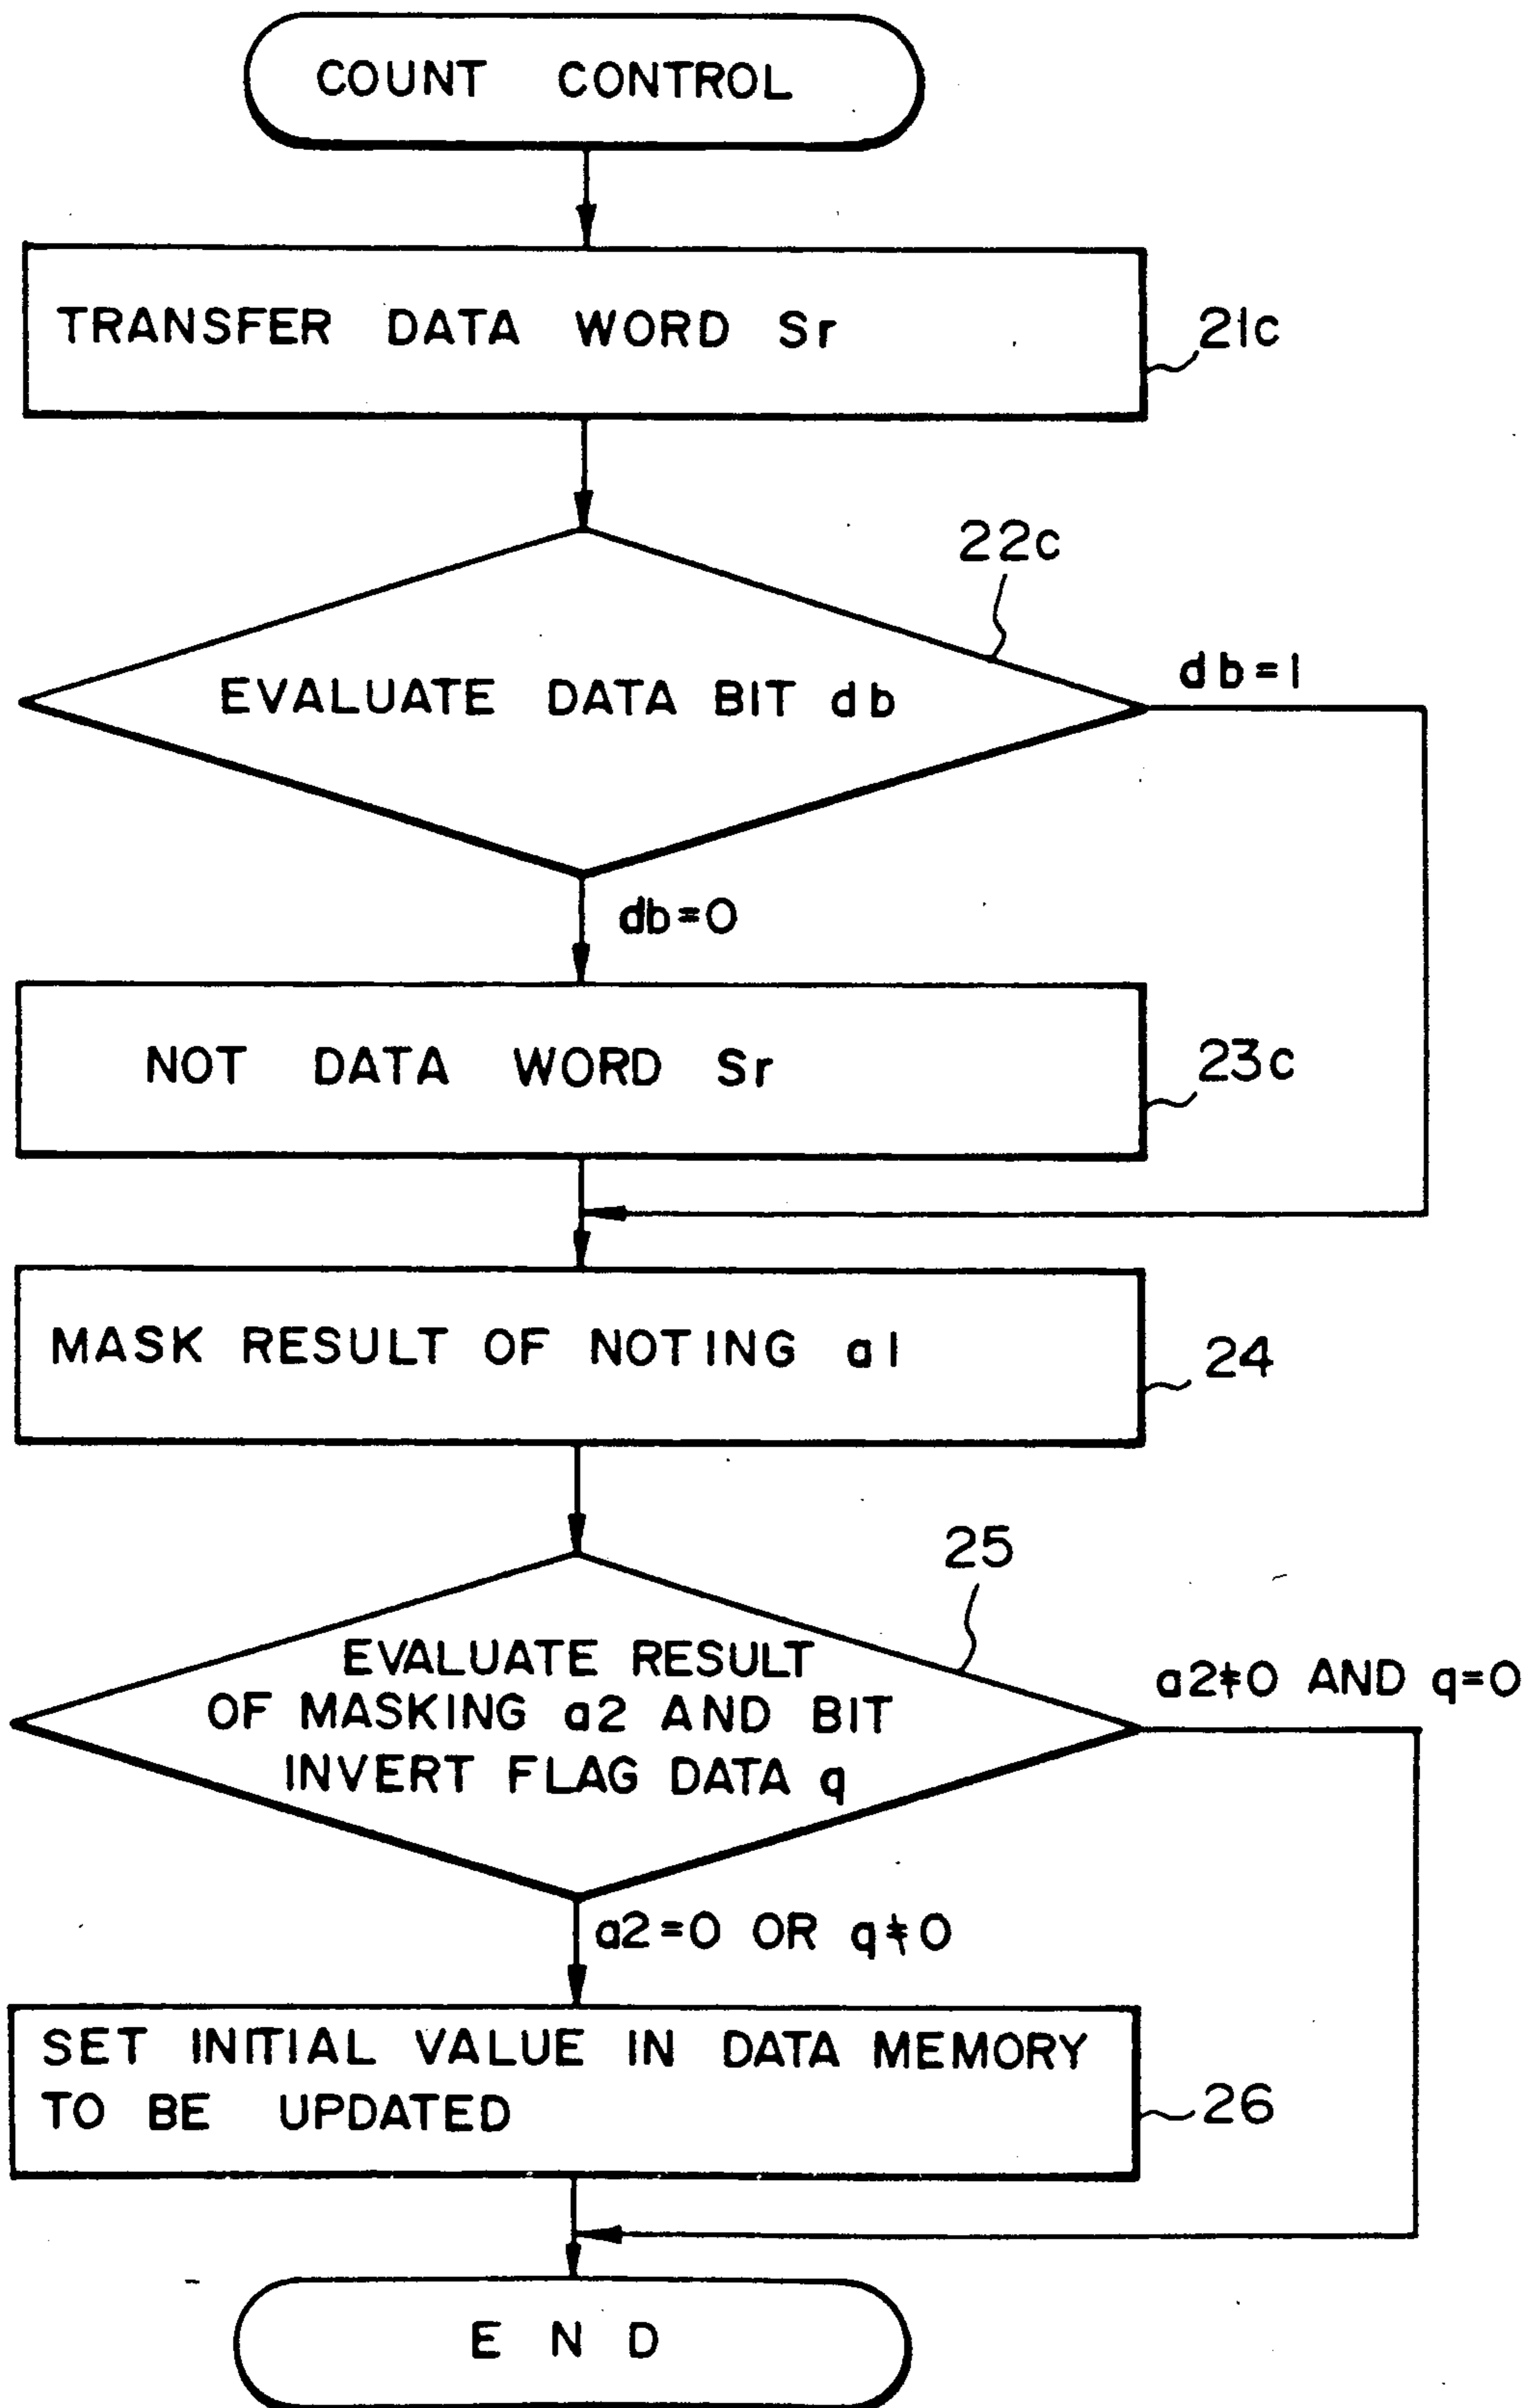 COUNT CONTROL
TRANSFER DATA WORD Sr
21c
22c
EVALUATE DATA BIT db
db=1
db=0
NOT DATA WORD Sr
23c
MASK RESULT OF NOTING a1
24
25
EVALUATE RESULT
OF MASKING a2 AND BIT
INVERT FLAG DATA q
a2≠0 AND q=0
a2=0 OR q≠0
SET INITIAL VALUE IN DATA MEMORY
TO BE UPDATED
26
END